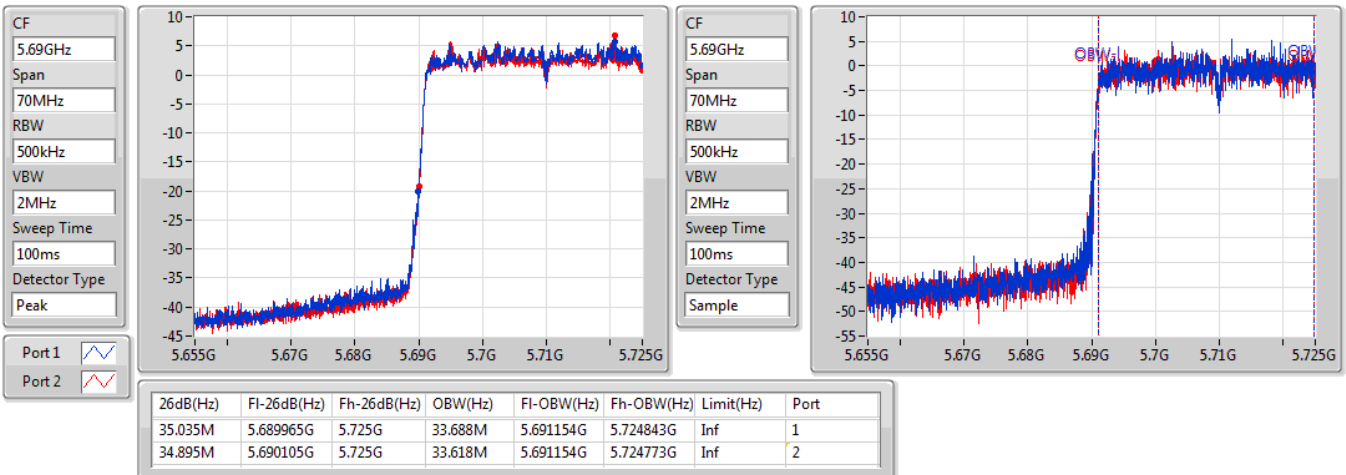 CF
5.69GHz
Span
70MHz
RBW
500kHz
VBW
2MHz
Sweep Time
100ms
Detector Type
Peak
Port 1
Port 2
10
5
0
-5
-10
-15
-20
-25
-30
-35
-40
-45
5.655G 5.67G 5.68G 5.69G 5.7G 5.71G 5.725G
CF
5.69GHz
Span
70MHz
RBW
500kHz
VBW
2MHz
Sweep Time
100ms
Detector Type
Sample
10
5
0
-5
-10
-15
-20
-25
-30
-35
-40
-45
-50
-55
OBW-
5.655G 5.67G 5.68G 5.69G 5.7G 5.71G 5.725G
26dB(Hz) Fl-26dB(Hz) Fh-26dB(Hz) OBW(Hz) Fl-OBW(Hz) Fh-OBW(Hz) Limit(Hz) Port
35.035M 5.689965G 5.725G 33.688M 5.691154G 5.724843G Inf 1
34.895M 5.690105G 5.725G 33.618M 5.691154G 5.724773G Inf 2